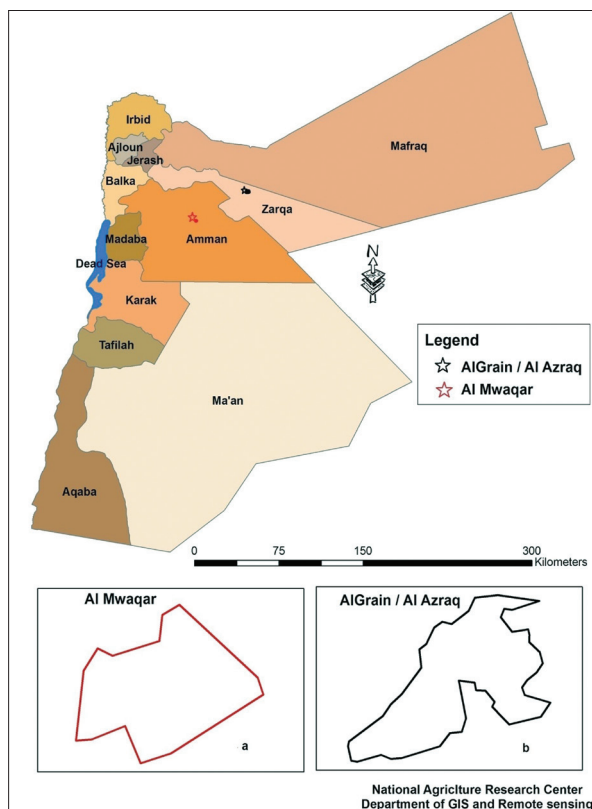 Irbid
Ajloun
Jerash
Mafraq
Balka
Zarqa
Madaba
Amman
Dead Sea
N
Karak
Legend
AlGrain / Al Azraq
Al Mwaqar
Tafilah
Ma'an
Aqaba
0 75 150 300
Kilometers
Al Mwaqar
a
AlGrain / Al Azraq
b
National Agriclture Research Center
Department of GIS and Remote sensing